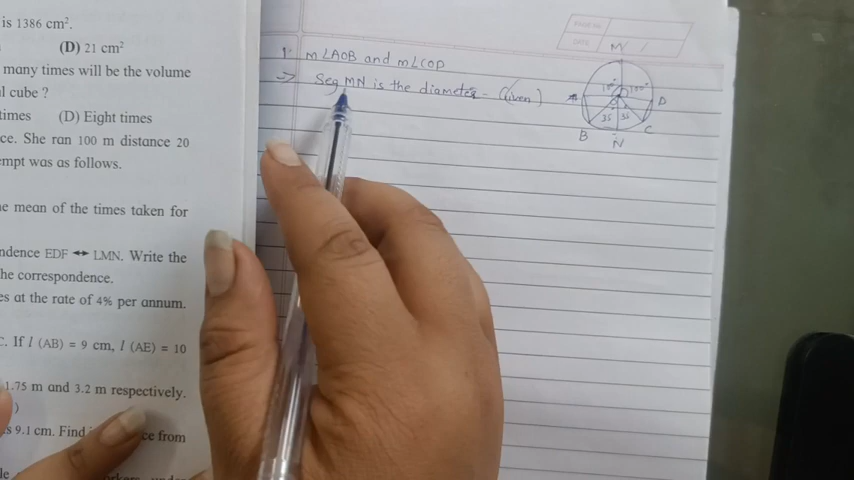 is 1386 cm².
(D) 21 cm²
many times will be the volume
l cube ?
times (D) Eight times
ce. She ran 100 m distance 20
empt was as follows.
he mean of the times taken for
ndence EDF ↔ LMN. Write the
he correspondence.
es at the rate of 4% per annum.
C. If l (AB) = 9 cm, l (AE) = 10
1.75 m and 3.2 m respectively.
)
s 9.1 cm. Find
ce from
PAGE NO.
DATE / /
1. m∠AOB and m∠COD
→ Seg MN is the diameter - (Given)
M
100° 100°
A D
35 35
B C
N